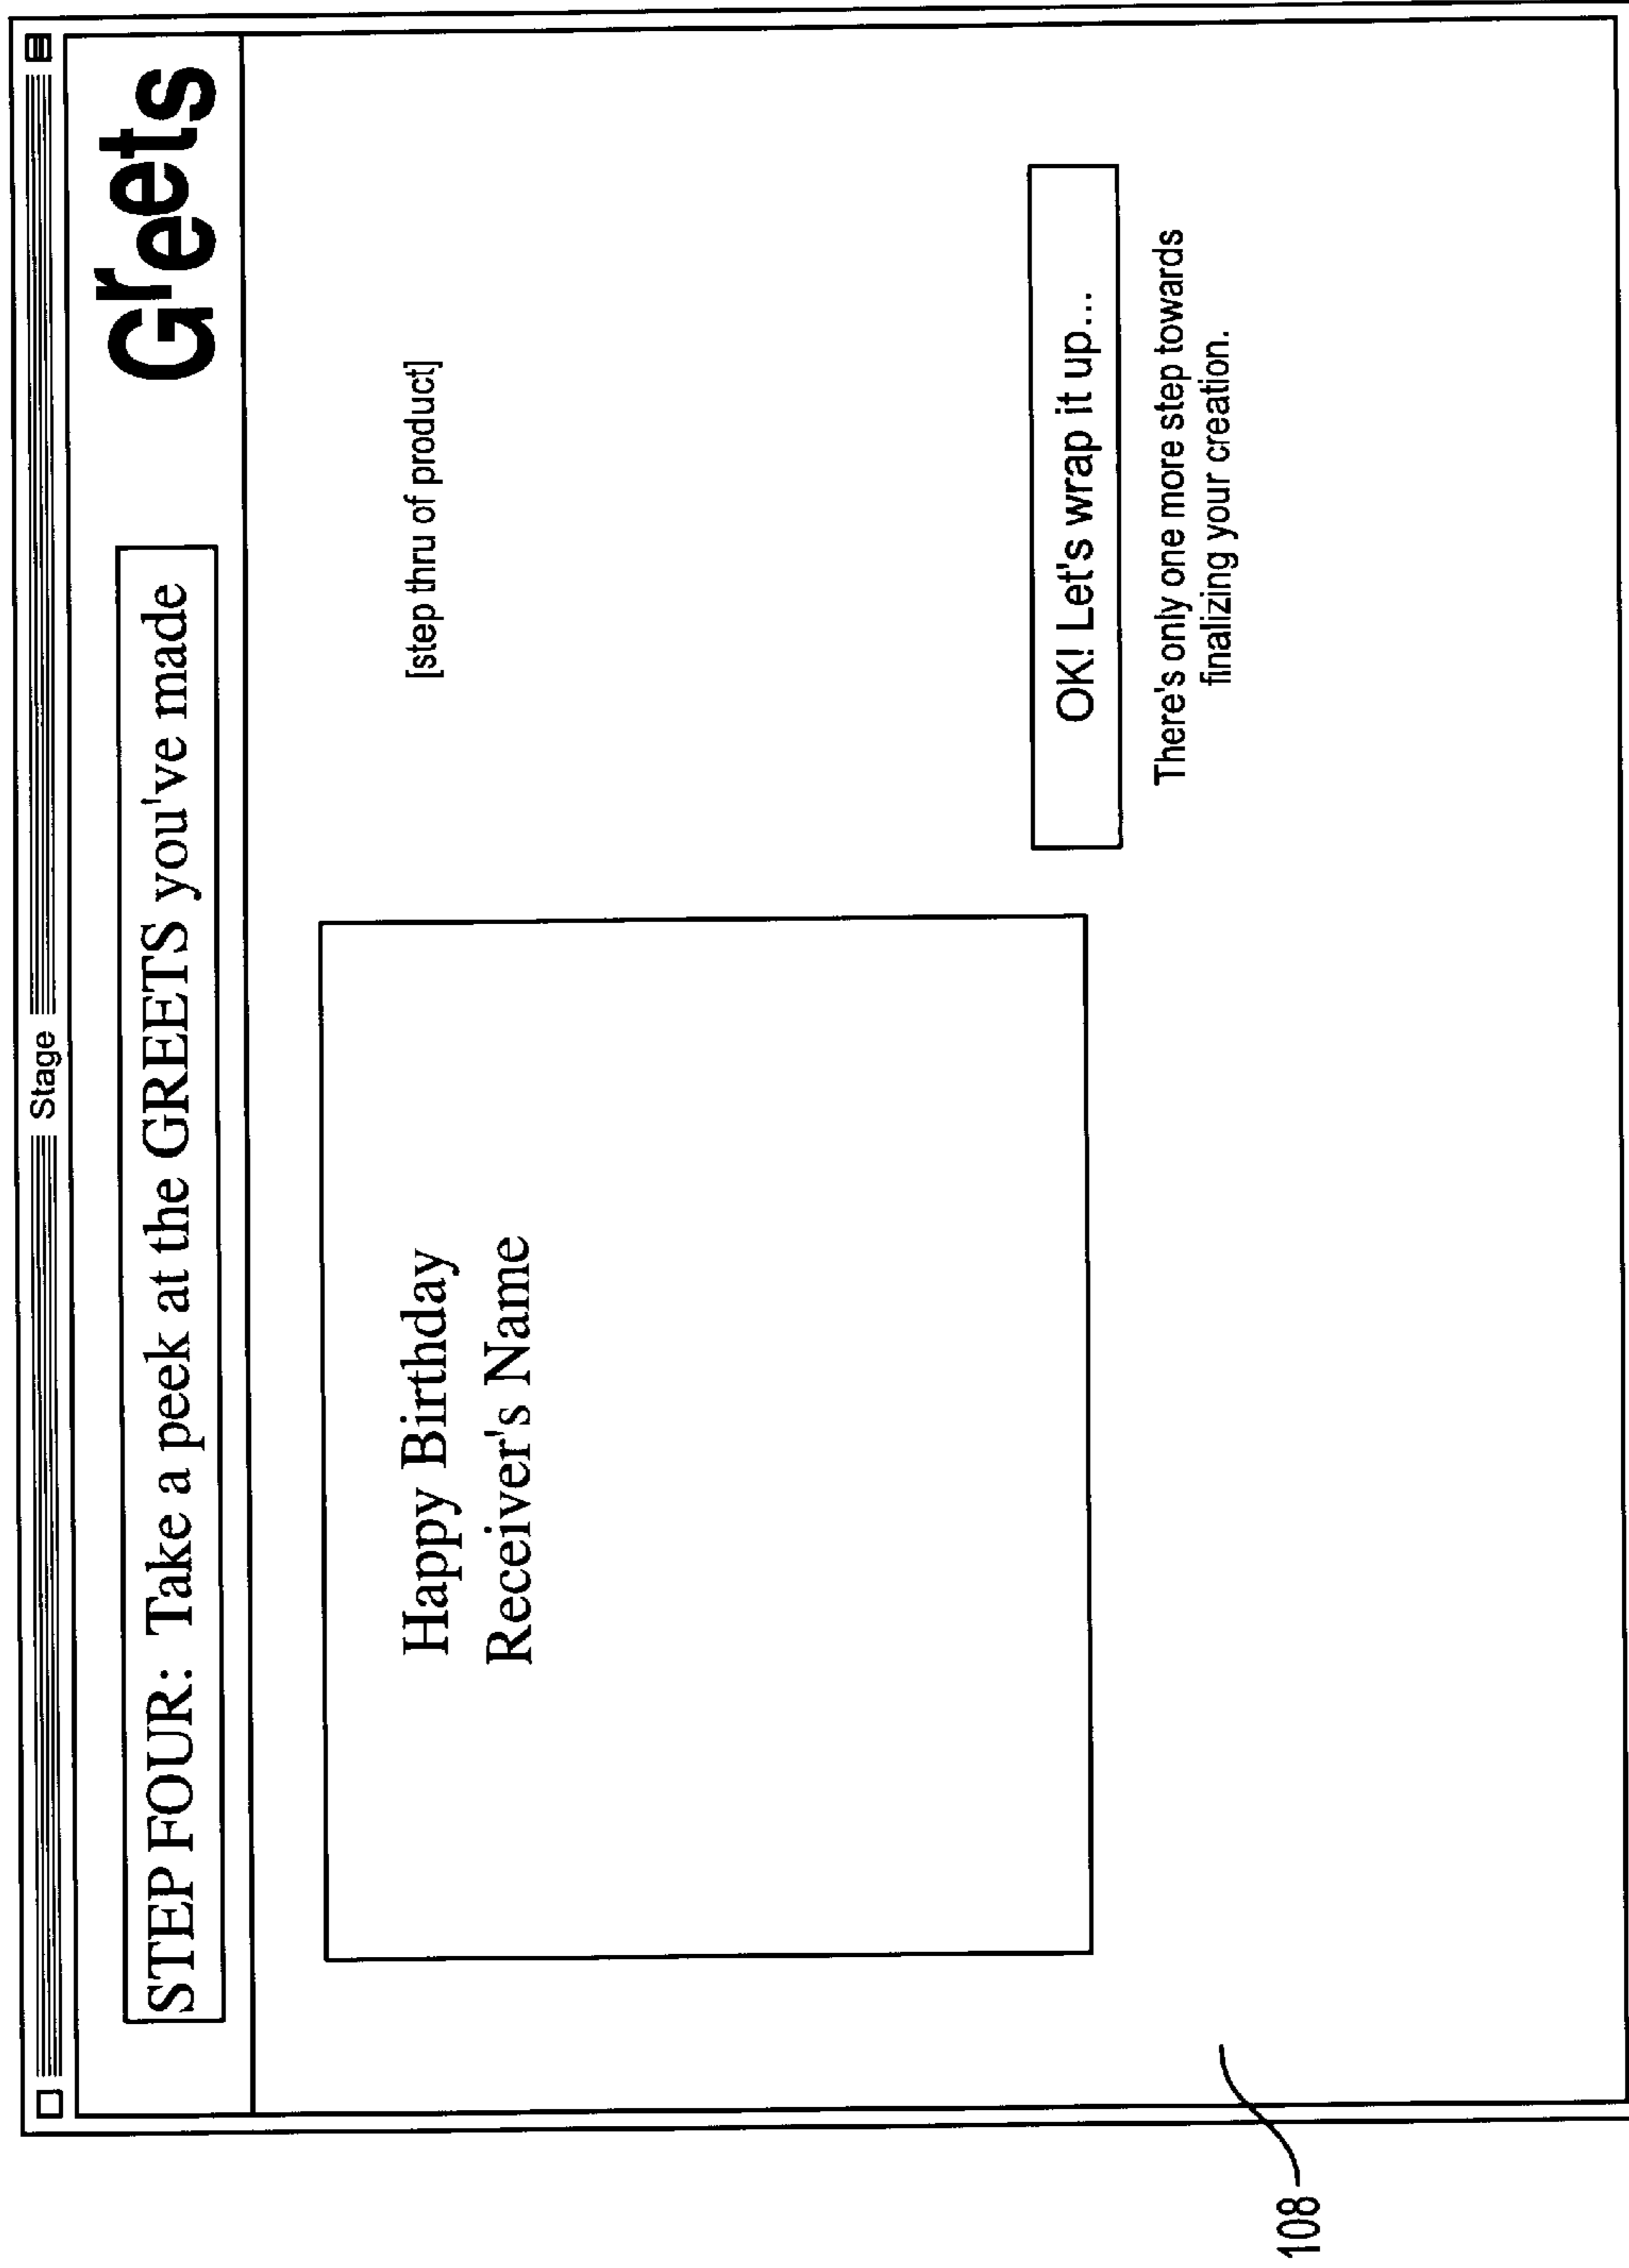 Stage
STEP FOUR: Take a peek at the GREETS you've made
Greets
Happy Birthday
Receiver's Name
[step thru of product]
OK! Let's wrap it up...
There's only one more step towards
finalizing your creation.
108